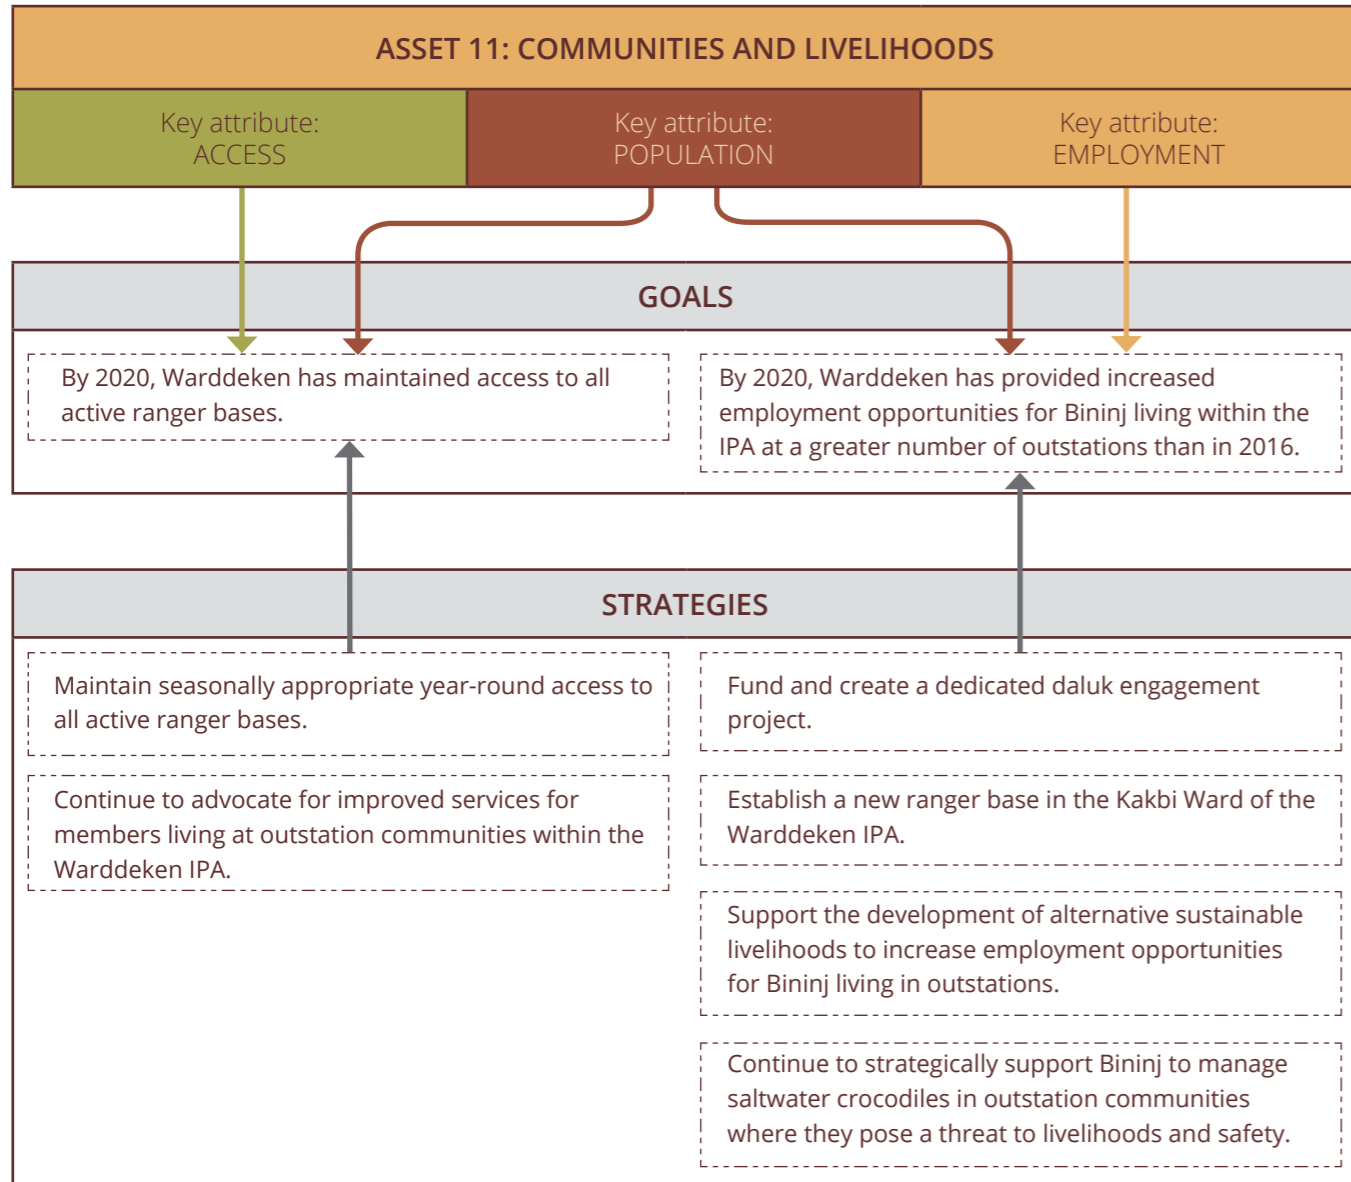 ASSET 11: COMMUNITIES AND LIVELIHOODS
Key attribute:
ACCESS
Key attribute:
POPULATION
Key attribute:
EMPLOYMENT
GOALS
By 2020, Warddeken has maintained access to all
active ranger bases.
By 2020, Warddeken has provided increased
employment opportunities for Bininj living within the
IPA at a greater number of outstations than in 2016.
STRATEGIES
Maintain seasonally appropriate year-round access to
all active ranger bases.
Continue to advocate for improved services for
members living at outstation communities within the
Warddeken IPA.
Fund and create a dedicated daluk engagement
project.
Establish a new ranger base in the Kakbi Ward of the
Warddeken IPA.
Support the development of alternative sustainable
livelihoods to increase employment opportunities
for Bininj living in outstations.
Continue to strategically support Bininj to manage
saltwater crocodiles in outstation communities
where they pose a threat to livelihoods and safety.